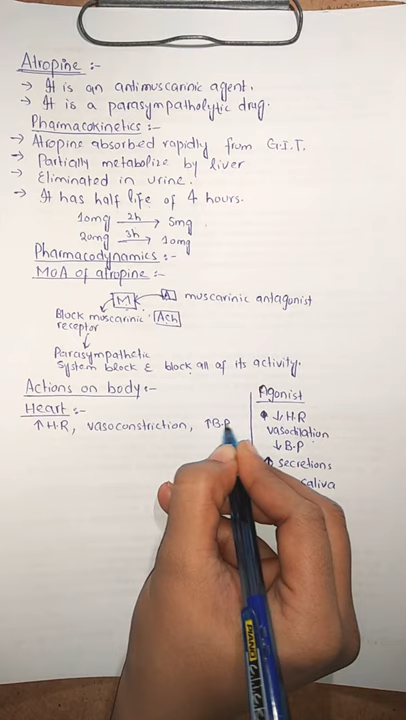 Atropine :-
→ It is an antimuscarinic agent.
→ It is a parasympatholytic drug.
Pharmacokinetics :-
→ Atropine absorbed rapidly from G.I.T.
→ Partially metabolize by liver
→ Eliminated in urine.
→ It has half life of 4 hours.
10mg 2h → 5mg
20mg 3h → 10mg
Pharmacodynamics :-
MOA of atropine :-
M ← A muscarinic antagonist
Block muscarinic Ach
receptor
Parasympathetic
System block & block all of its activity.
Actions on body :-
Heart :-
↑ H.R, vasoconstriction, ↑B.P
Agonist
↓ H.R
vasodilation
↓ B.P
↑ secretions
saliva
PIANO